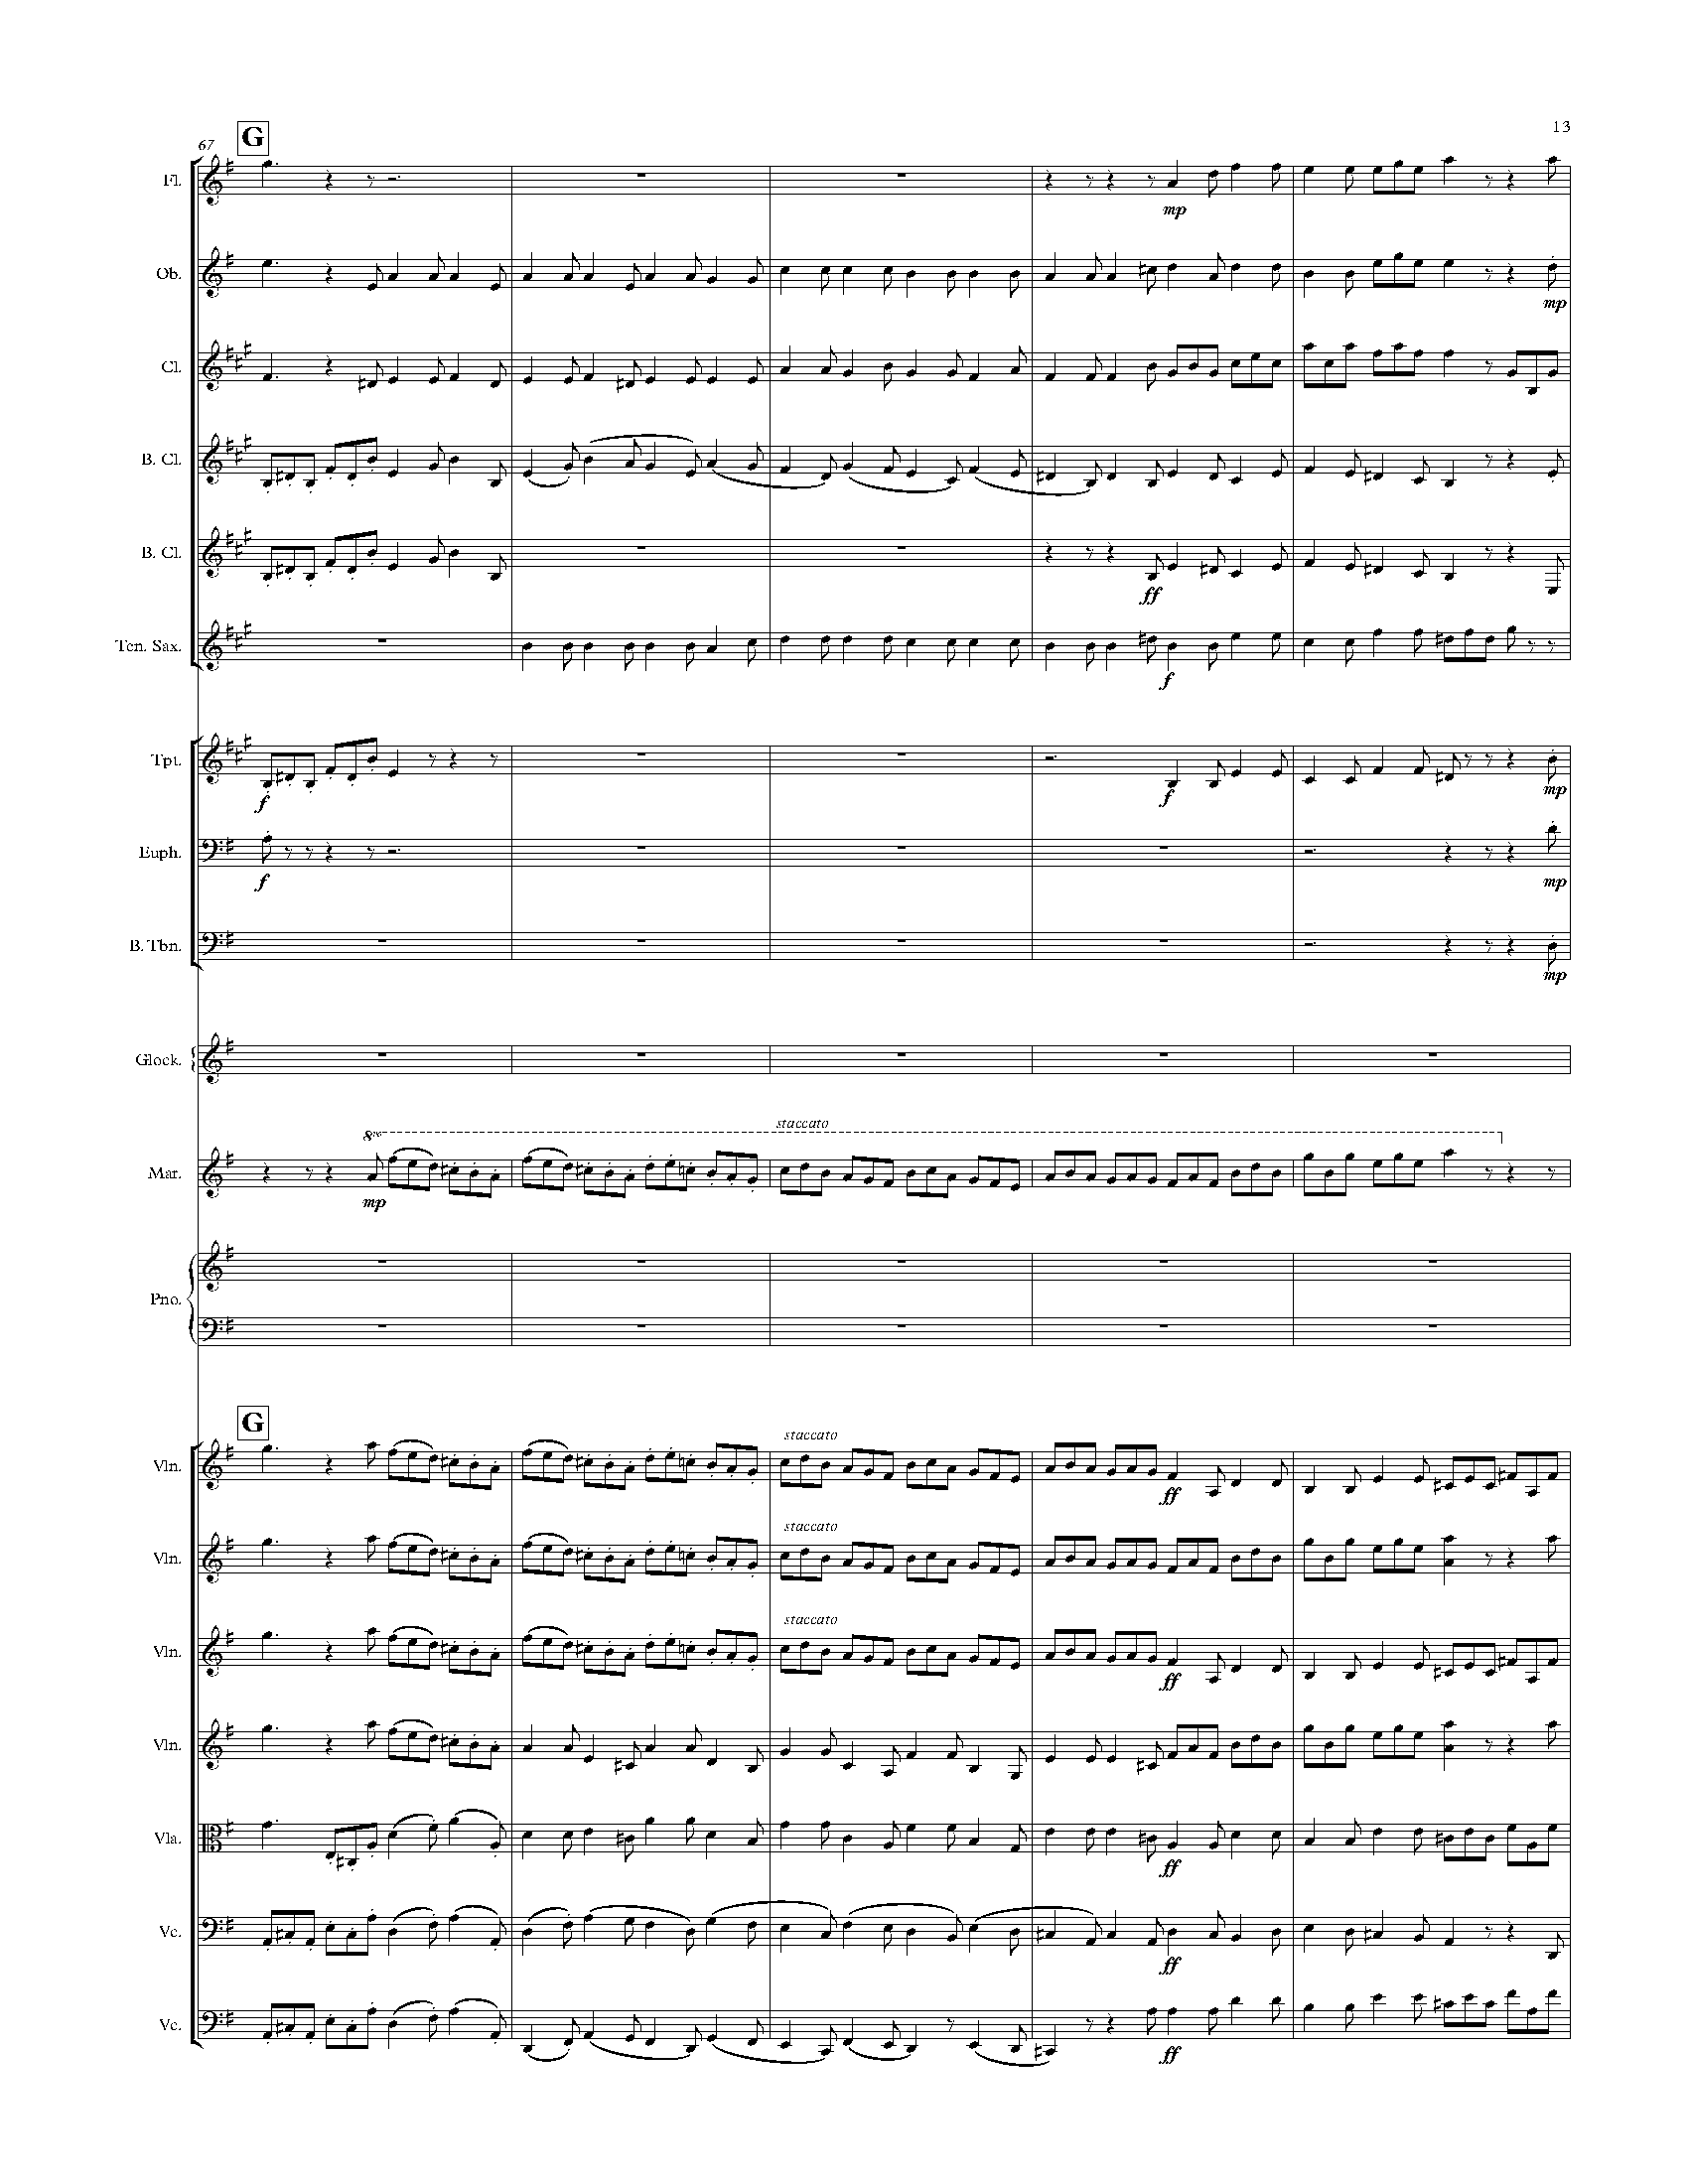 13
G
67
Fl.
mp
Ob.
mp
Cl.
B. Cl.
B. Cl.
ff
Ten. Sax.
f
Tpt.
f f mp
Euph.
f mp
B. Tbn.
mp
Glock.
staccato
8va
Mar.
mp
Pno.
G
staccato
Vln.
ff
staccato
Vln.
staccato
Vln.
ff
Vln.
Vla.
ff
Vc.
ff
Vc.
ff